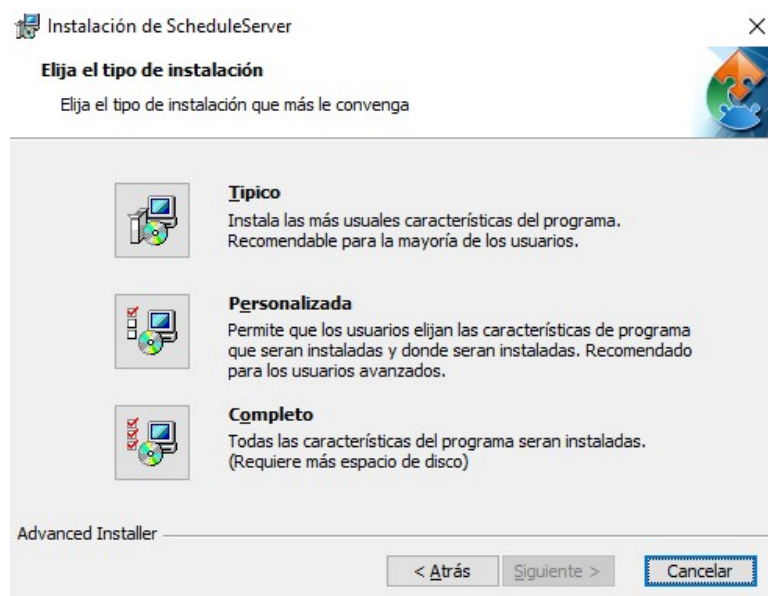 Instalación de ScheduleServer
Elija el tipo de instalación
Elija el tipo de instalación que más le convenga
Tipico
Instala las más usuales características del programa.
Recomendable para la mayoría de los usuarios.
Personalizada
Permite que los usuarios elijan las características de programa
que seran instaladas y donde seran instaladas. Recomendado
para los usuarios avanzados.
Completo
Todas las características del programa seran instaladas.
(Requiere más espacio de disco)
Advanced Installer
< Atrás Siguiente > Cancelar